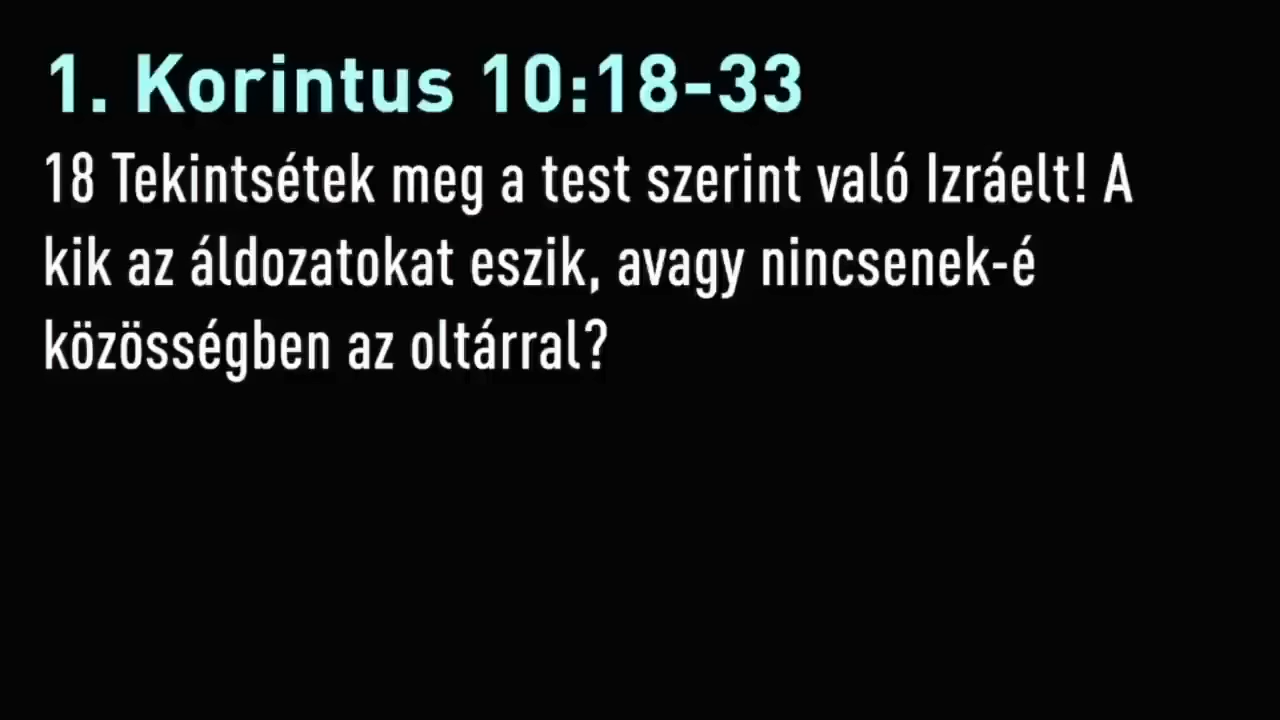 1. Korintus 10:18-33
18 Tekintsétek meg a test szerint való Izráelt! A
kik az áldozatokat eszik, avagy nincsenek-é
közösségben az oltárral?